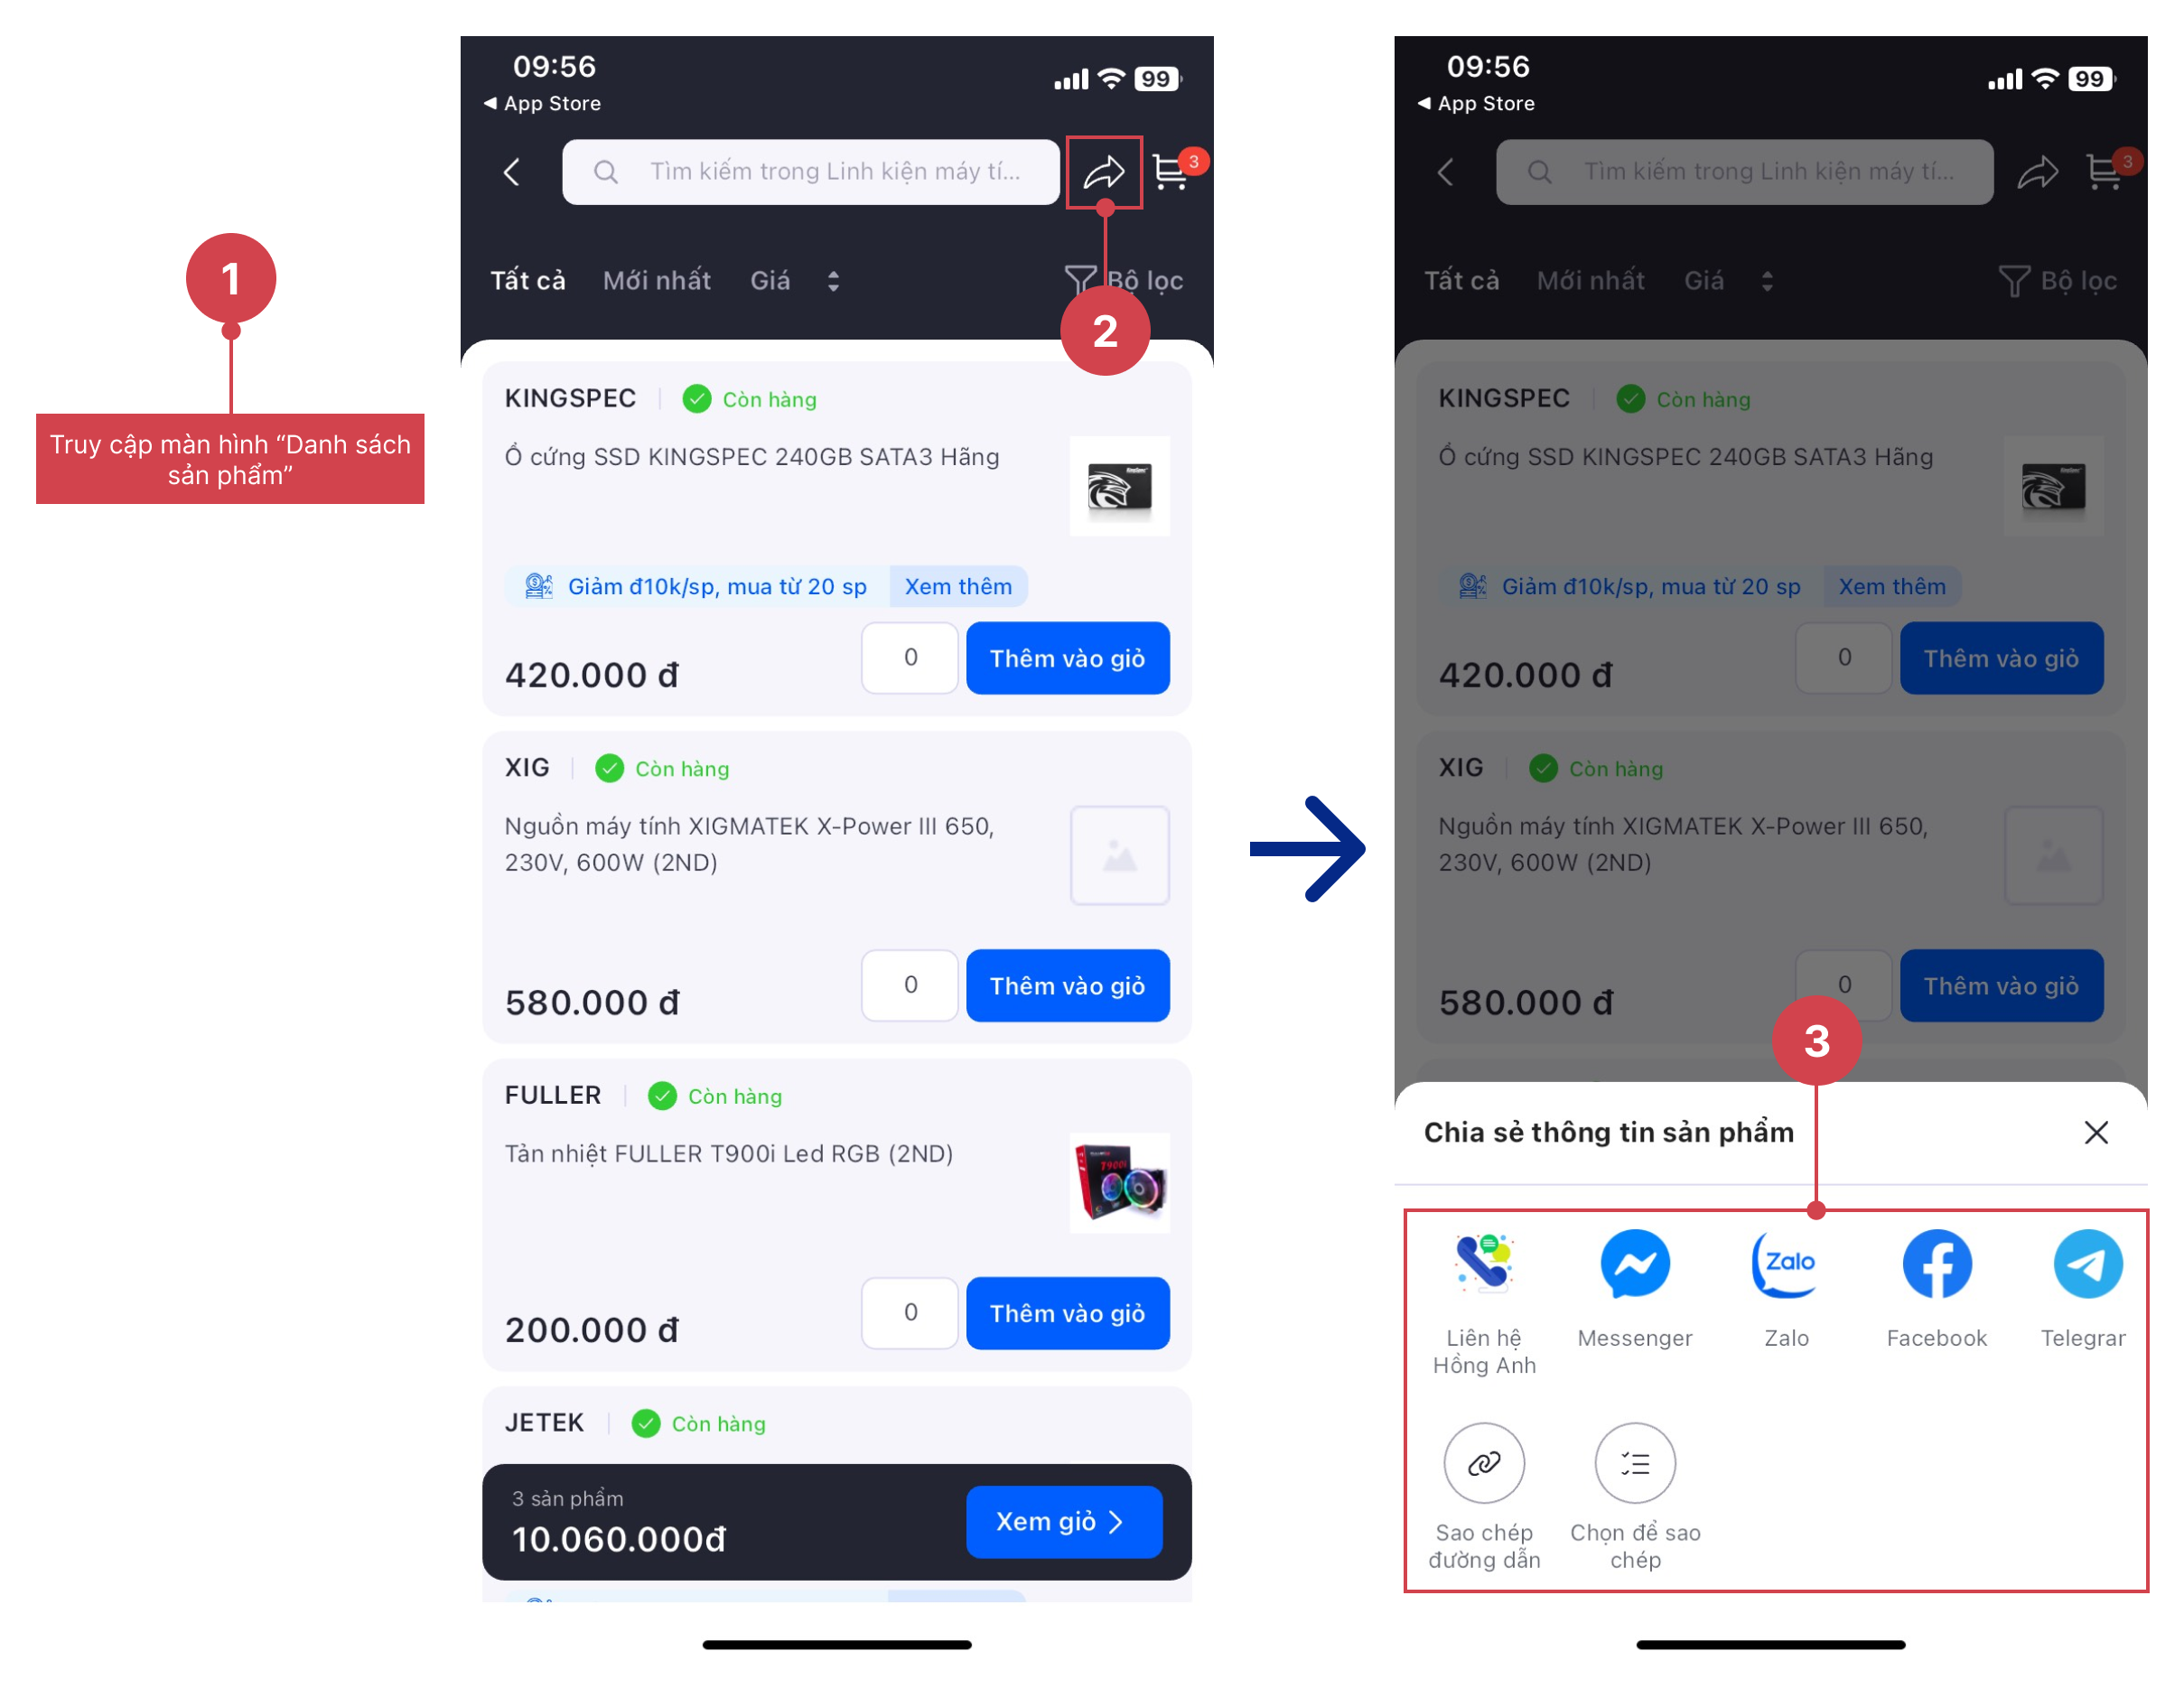 1
Truy cập màn hình “Danh sách
sản phẩm”
09:56
99
App Store
Tìm kiếm trong Linh kiện máy tí...
3
Tất cả
Mới nhất
Giá
Bộ lọc
2
KINGSPEC
Còn hàng
Ổ cứng SSD KINGSPEC 240GB SATA3 Hãng
Giảm đ10k/sp, mua từ 20 sp
Xem thêm
420.000 đ
0
Thêm vào giỏ
XIG
Còn hàng
Nguồn máy tính XIGMATEK X-Power III 650,
230V, 600W (2ND)
580.000 đ
0
Thêm vào giỏ
FULLER
Còn hàng
Tản nhiệt FULLER T900i Led RGB (2ND)
T900i
200.000 đ
0
Thêm vào giỏ
JETEK
Còn hàng
3 sản phẩm
10.060.000đ
Xem giỏ
09:56
99
App Store
Tìm kiếm trong Linh kiện máy tí...
3
Tất cả
Mới nhất
Giá
Bộ lọc
KINGSPEC
Còn hàng
Ổ cứng SSD KINGSPEC 240GB SATA3 Hãng
Giảm đ10k/sp, mua từ 20 sp
Xem thêm
420.000 đ
0
Thêm vào giỏ
XIG
Còn hàng
Nguồn máy tính XIGMATEK X-Power III 650,
230V, 600W (2ND)
580.000 đ
0
Thêm vào giỏ
3
Chia sẻ thông tin sản phẩm
Zalo
Liên hệ
Hồng Anh
Messenger
Zalo
Facebook
Telegrar
Sao chép
đường dẫn
Chọn để sao
chép